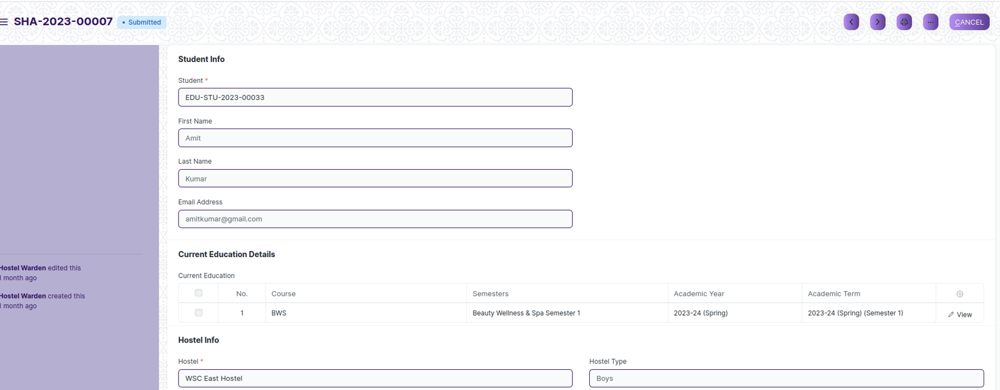 SHA-2023-00007 • Submitted CANCEL
Student Info
Student *
EDU-STU-2023-00033
First Name
Amit
Last Name
Kumar
Email Address
amitkumar@gmail.com
Hostel Warden edited this
1 month ago
Hostel Warden created this
1 month ago
Current Education Details
Current Education
No. Course Semesters Academic Year Academic Term
1 BWS Beauty Wellness & Spa Semester 1 2023-24 (Spring) 2023-24 (Spring) (Semester 1) View
Hostel Info
Hostel * Hostel Type
WSC East Hostel Boys